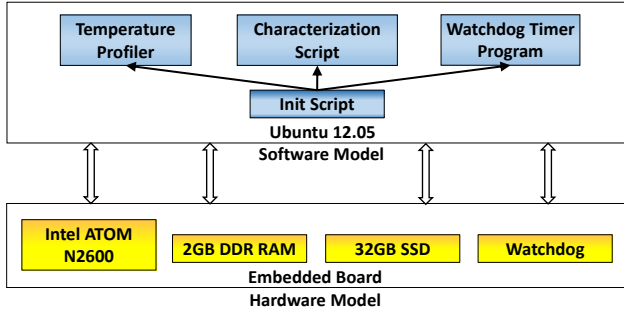 Temperature
Profiler
Characterization
Script
Watchdog Timer
Program
Init Script
Ubuntu 12.05
Software Model
Intel ATOM
N2600
2GB DDR RAM
32GB SSD
Watchdog
Embedded Board
Hardware Model